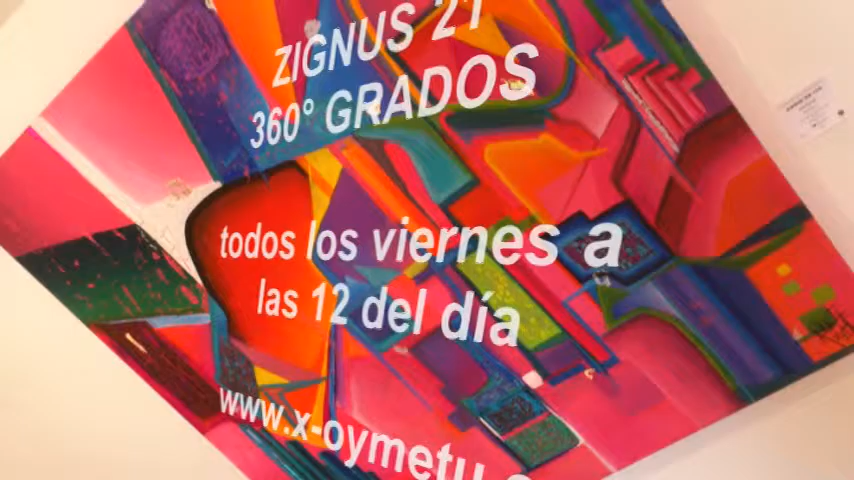 ZIGNUS 21
360° GRADOS
todos los viernes a
las 12 del día
www.x-oymetu